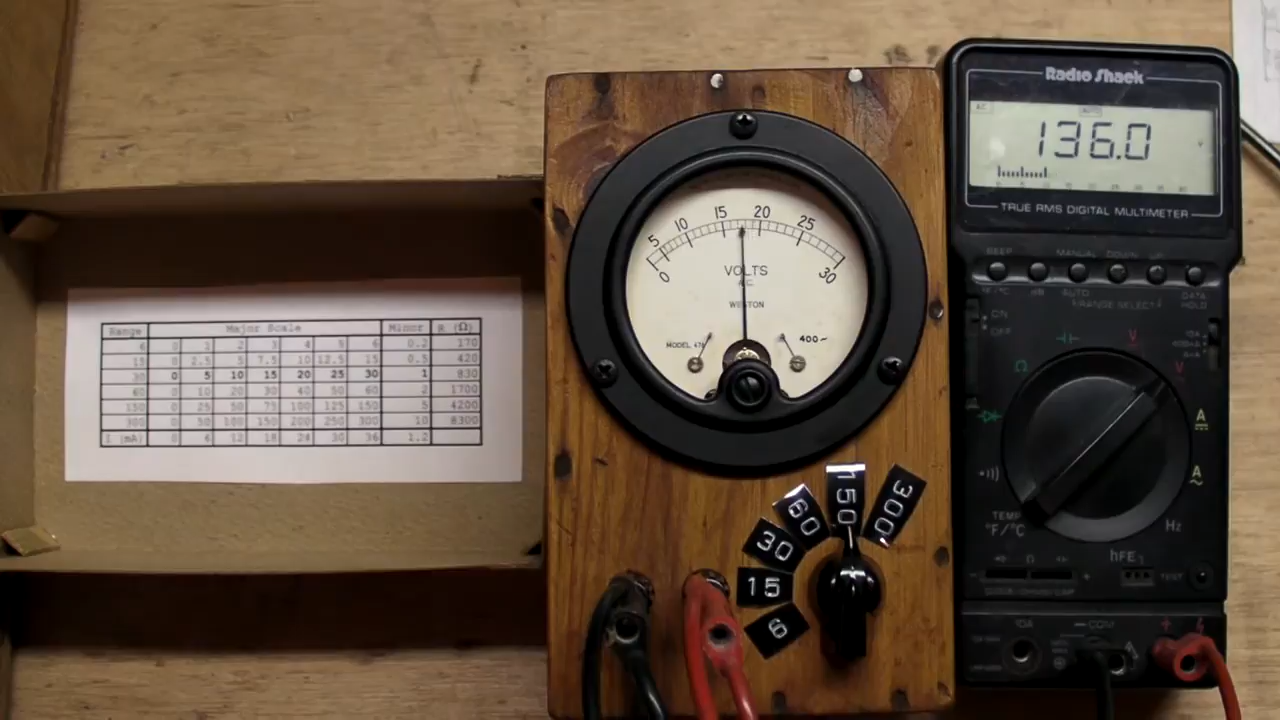 Range Major Scale Minor R (Ω)
6 0 1 2 3 4 5 6 0.2 170
15 0 2.5 5 7.5 10 12.5 15 0.5 420
30 0 5 10 15 20 25 30 1 830
60 0 10 20 30 40 50 60 2 1700
150 0 25 50 75 100 125 150 5 4200
300 0 50 100 150 200 250 300 10 8300
I (mA) 0 6 12 18 24 30 36 1.2
0 5 10 15 20 25 30
VOLTS
AC
WESTON
MODEL 476
400~
6 15 30 60 150 300
Radio Shack
AC AUTO
136.0 V
TRUE RMS DIGITAL MULTIMETER
BEEP MANUAL DOWN UP
°F/°C AUTO RANGE SELECT DATA
HOLD
ON
OFF
Ω V
V
A
A
TEMP
°F/°C
Hz
hFE
TEST
10A COM